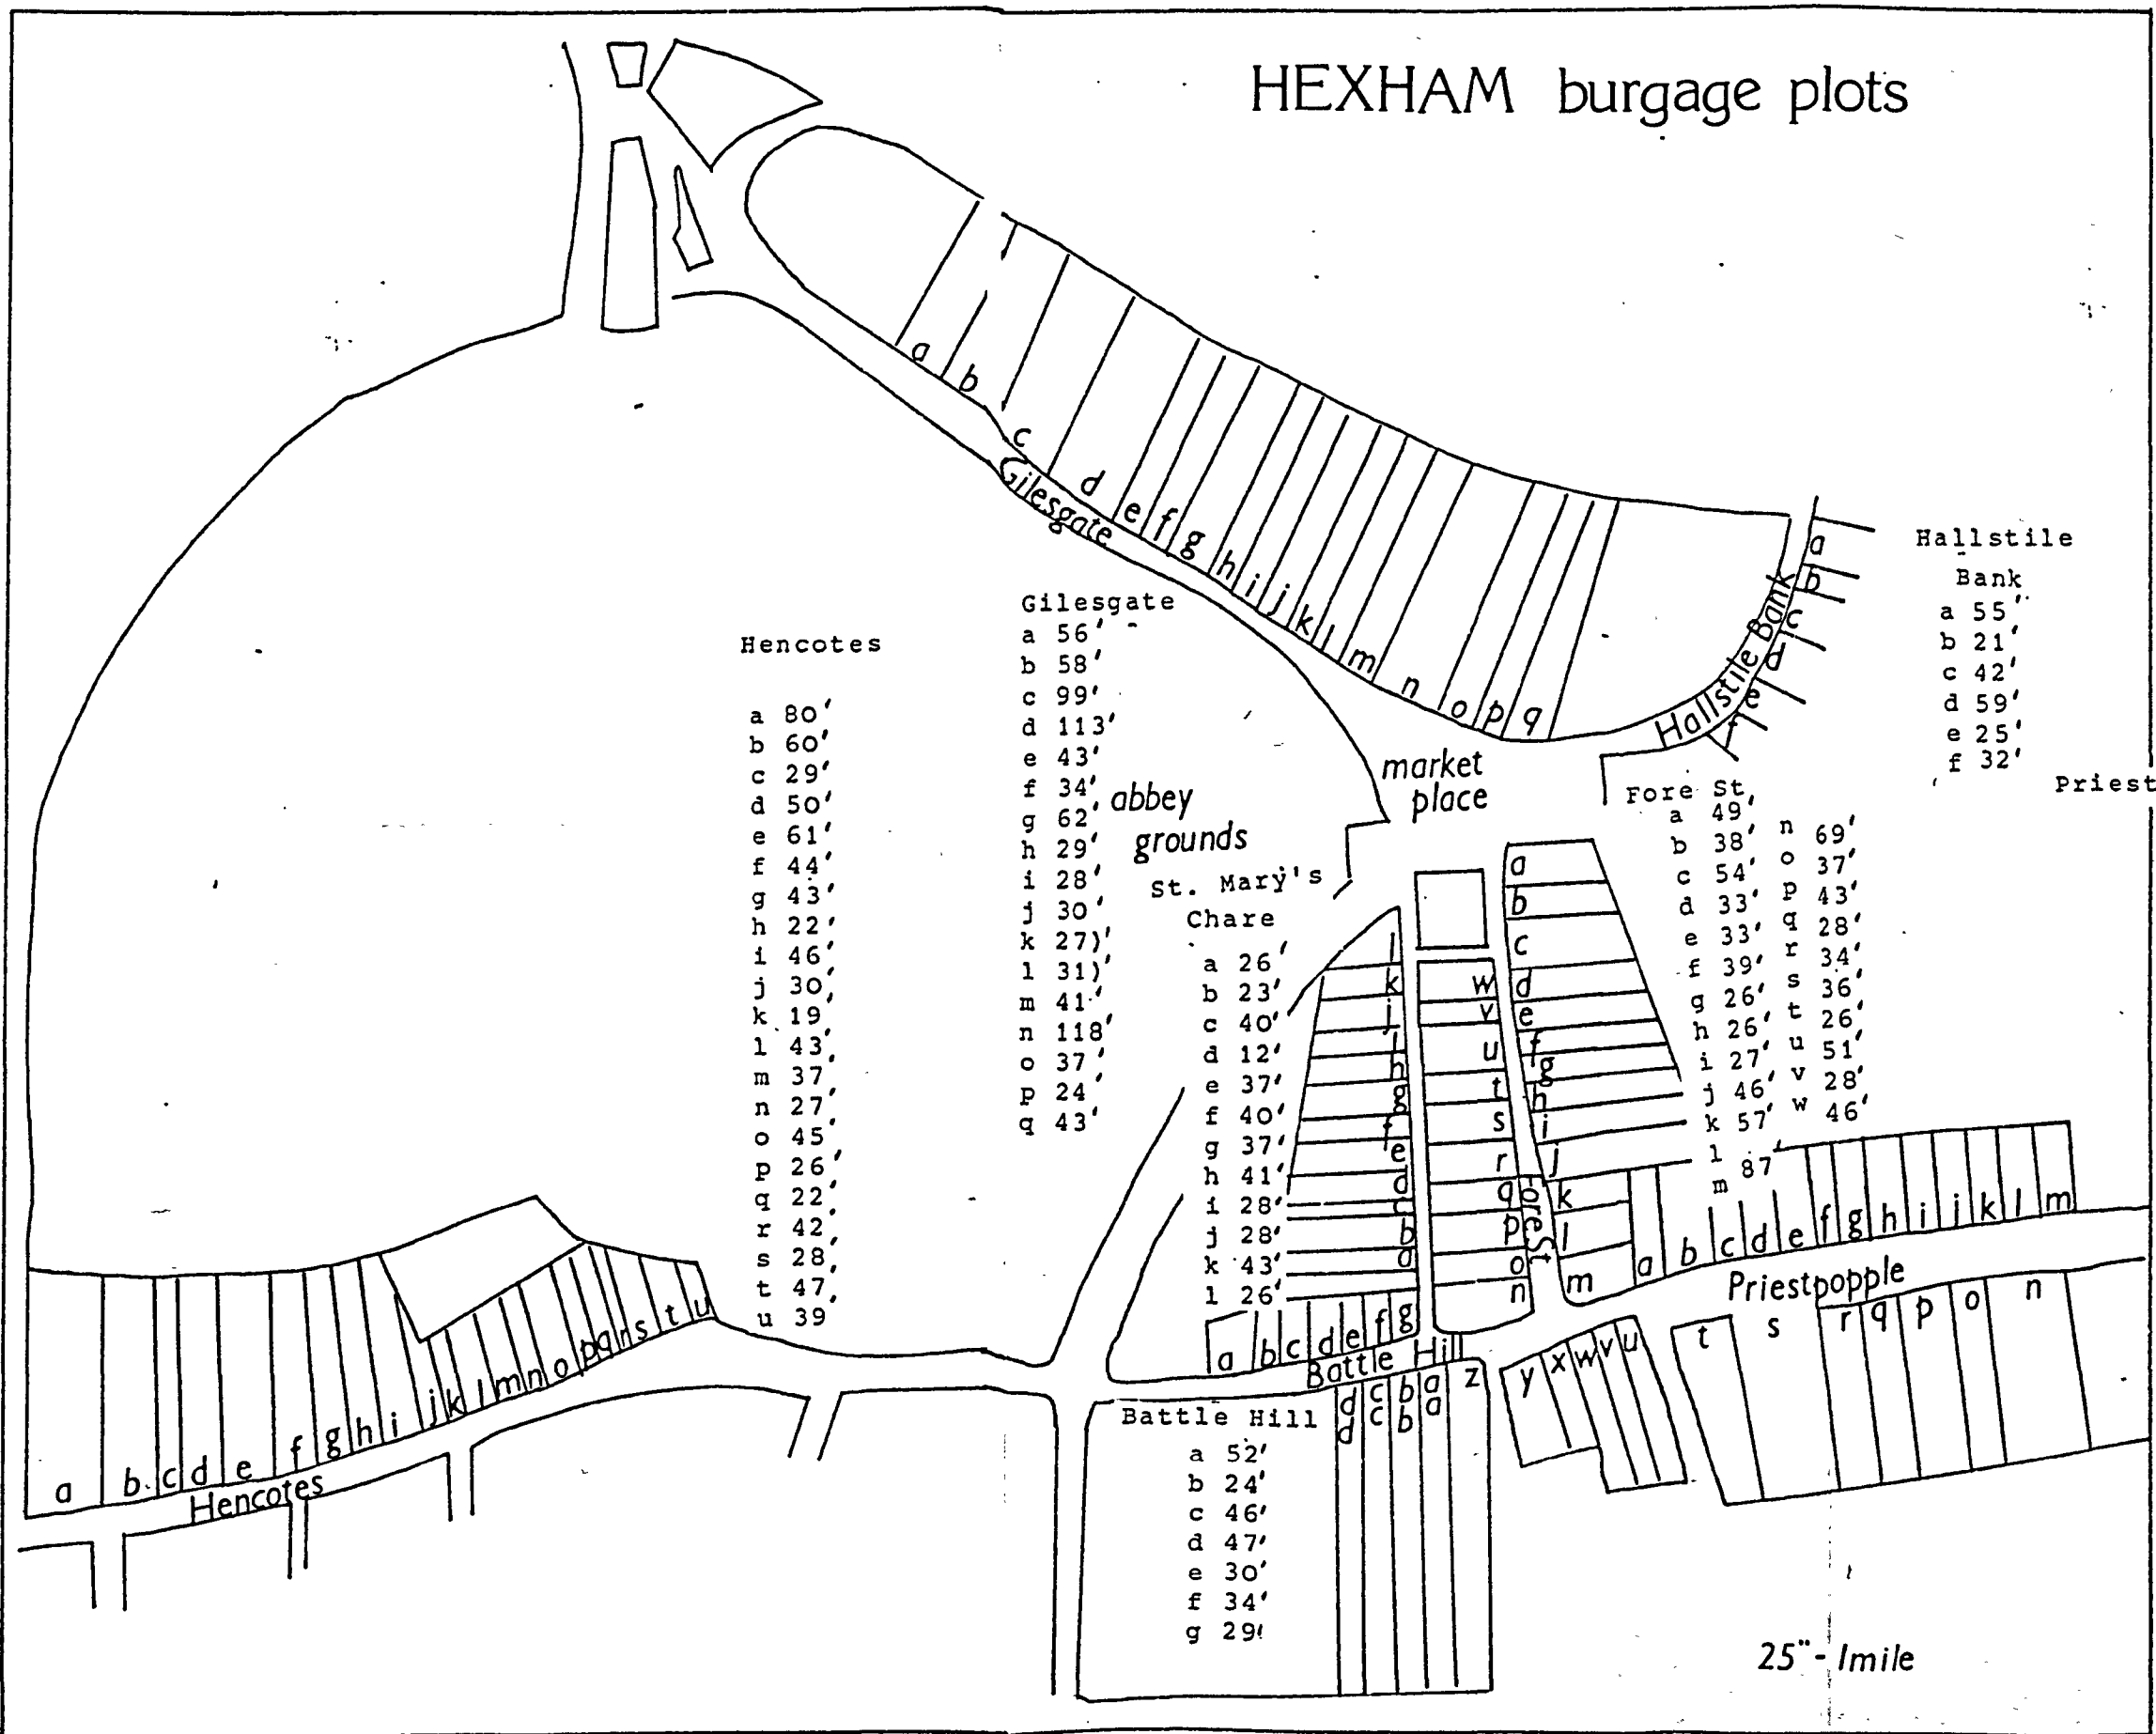 HEXHAM burgage plots
a
b
c
d
e
f
g
h
i
j
k
l
m
n
o
p
q
Gilesgate
a
b
c
d
e
f
Hallstile Bank
Hallstile
Bank
a 55'
b 21'
c 42'
d 59'
e 25'
f 32'
Priest
Gilesgate
a 56'
b 58'
c 99'
d 113'
e 43'
f 34'
g 62'
h 29'
i 28'
j 30'
k 27)'
l 31)'
m 41'
n 118'
o 37'
p 24'
q 43'
Hencotes
a 80'
b 60'
c 29'
d 50'
e 61'
f 44'
g 43'
h 22'
i 46'
j 30'
k 19'
l 43'
m 37'
n 27'
o 45'
p 26'
q 22'
r 42'
s 28'
t 47'
u 39
abbey
grounds
market
place
St. Mary's
Chare
a 26'
b 23'
c 40'
d 12'
e 37'
f 40'
g 37'
h 41'
i 28'
j 28'
k 43'
l 26'
Fore St.
a 49'
b 38'
c 54'
d 33'
e 33'
f 39'
g 26'
h 26'
i 27'
j 46'
k 57'
l
m 87'
n 69'
o 37'
p 43'
q 28'
r 34'
s 36'
t 26'
u 51'
v 28'
w 46'
l
k
j
i
h
g
f
e
d
c
b
a
w
v
u
t
s
r
q
p
o
n
a
b
c
d
e
f
g
h
i
j
k
l
m
Fore St
a b c d e f g h i j k l m
Priestpopple
t s r q p o n
y x w v u
z
a b c d e f g
Battle Hill
d c b a
d c b a
Battle Hill
a 52'
b 24'
c 46'
d 47'
e 30'
f 34'
g 29'
a b c d e f g h i j k l m n o p q r s t u
Hencotes
25" - 1mile